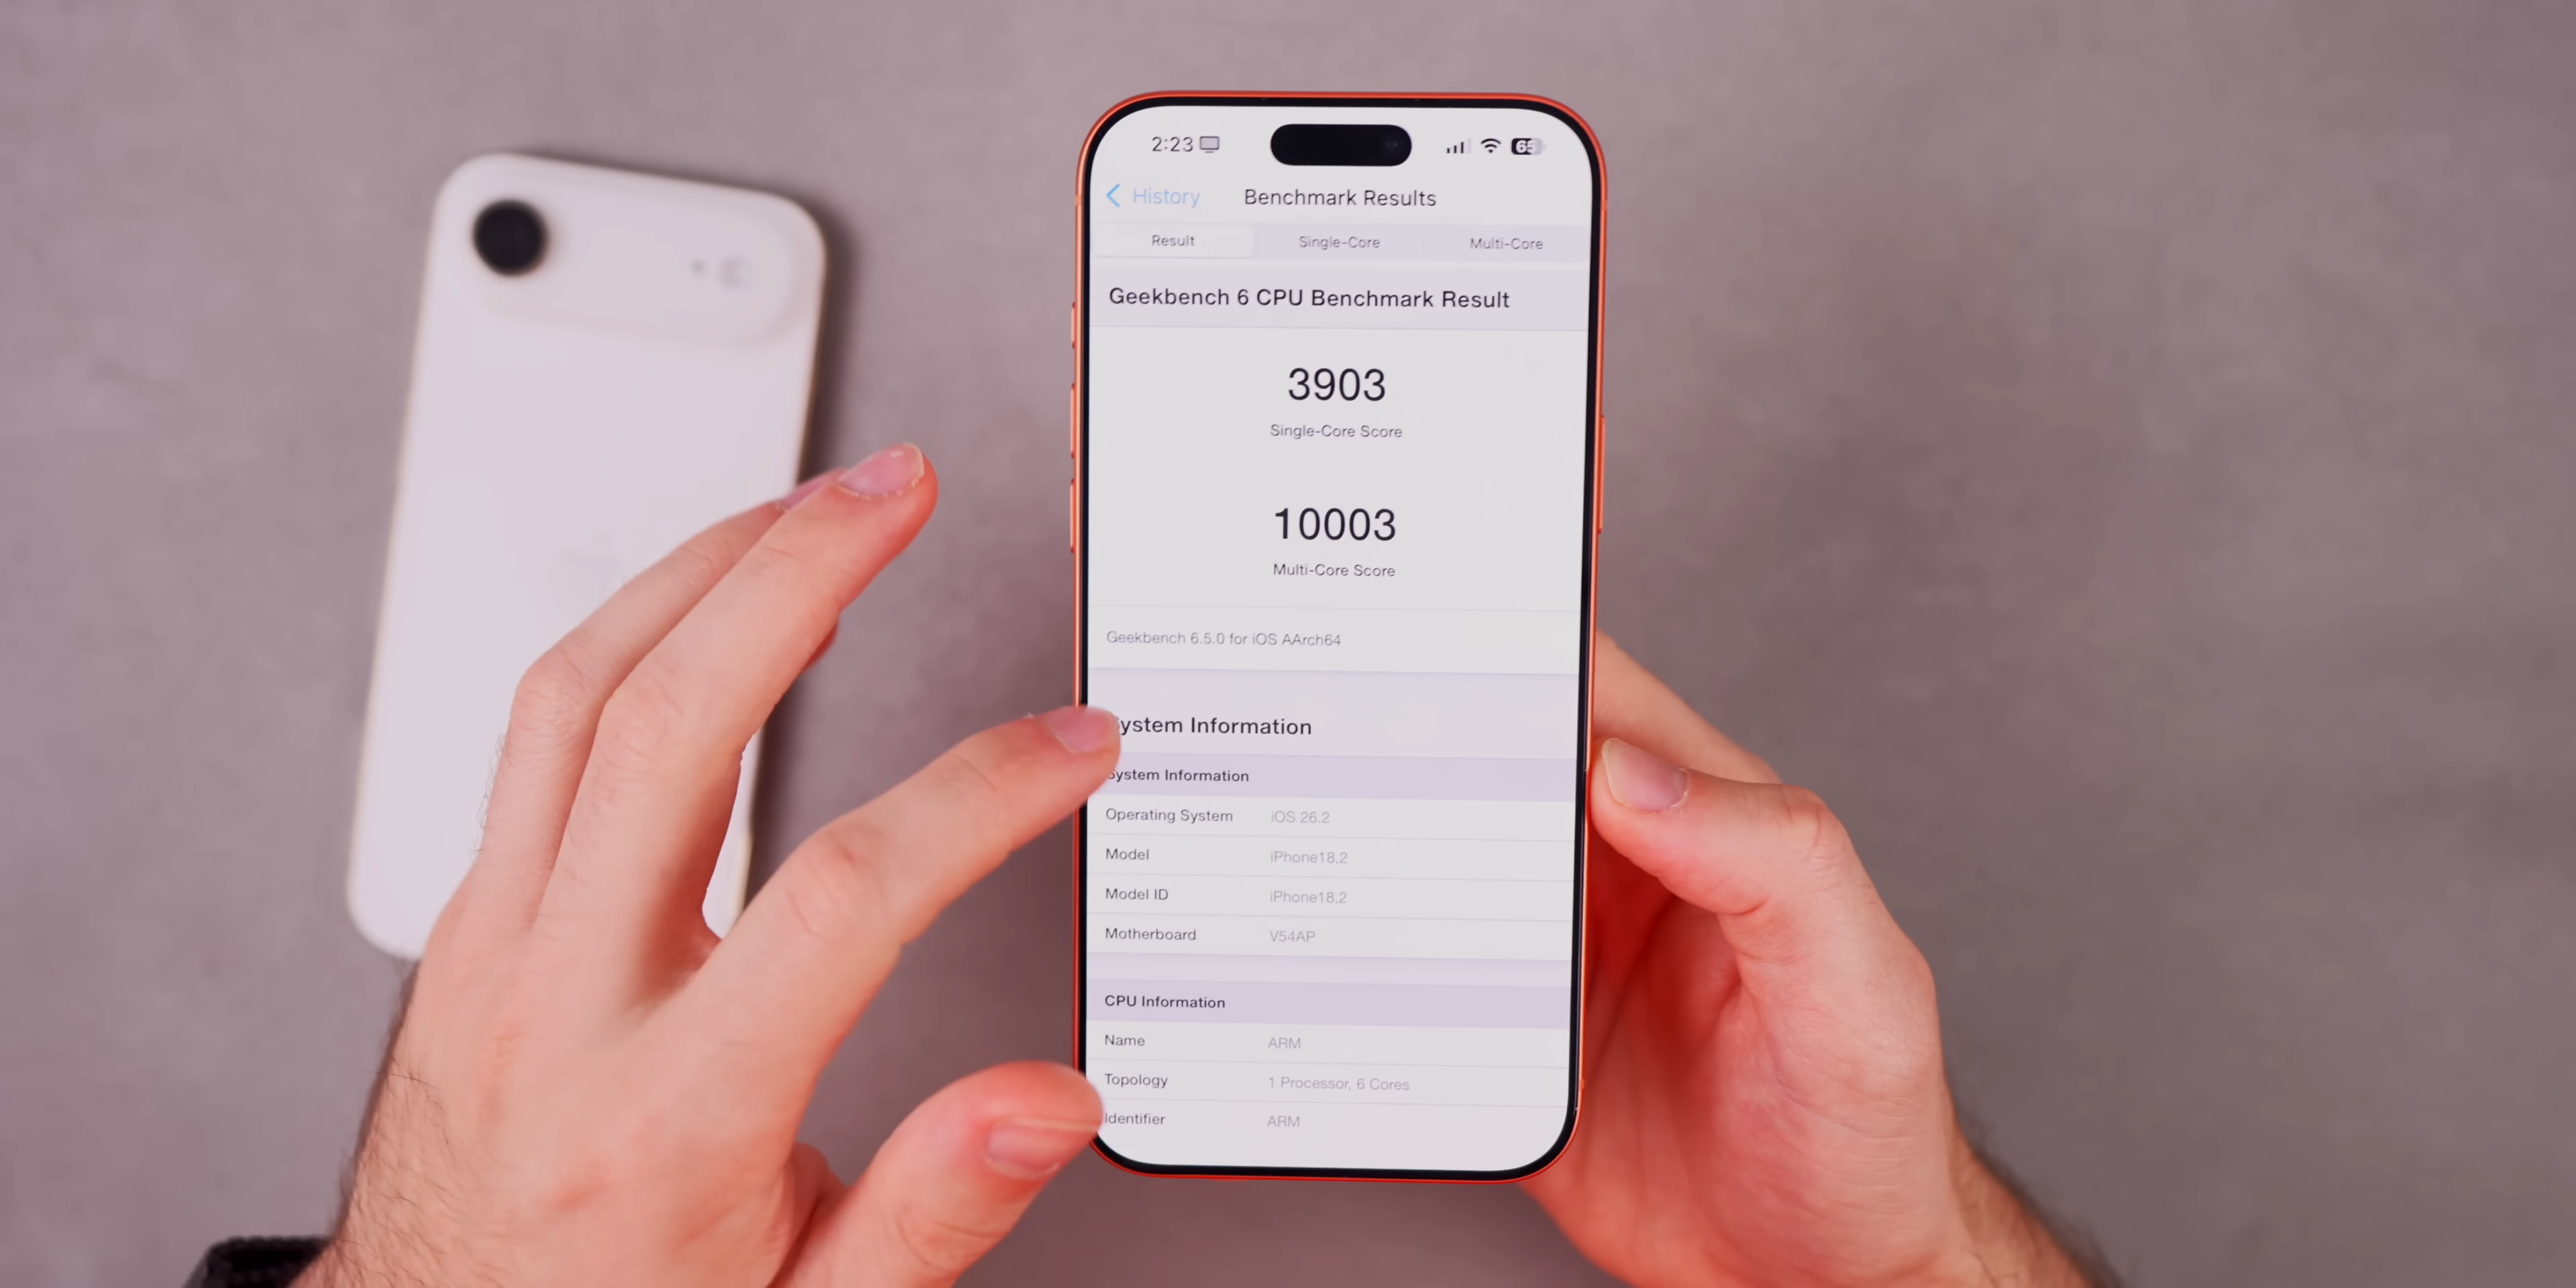 2:23
65
History Benchmark Results
Result Single-Core Multi-Core
Geekbench 6 CPU Benchmark Result
3903
Single-Core Score
10003
Multi-Core Score
Geekbench 6.5.0 for iOS AArch64
ystem Information
System Information
Operating System iOS 26.2
Model iPhone18,2
Model ID iPhone18,2
Motherboard V54AP
CPU Information
Name ARM
Topology 1 Processor, 6 Cores
Identifier ARM